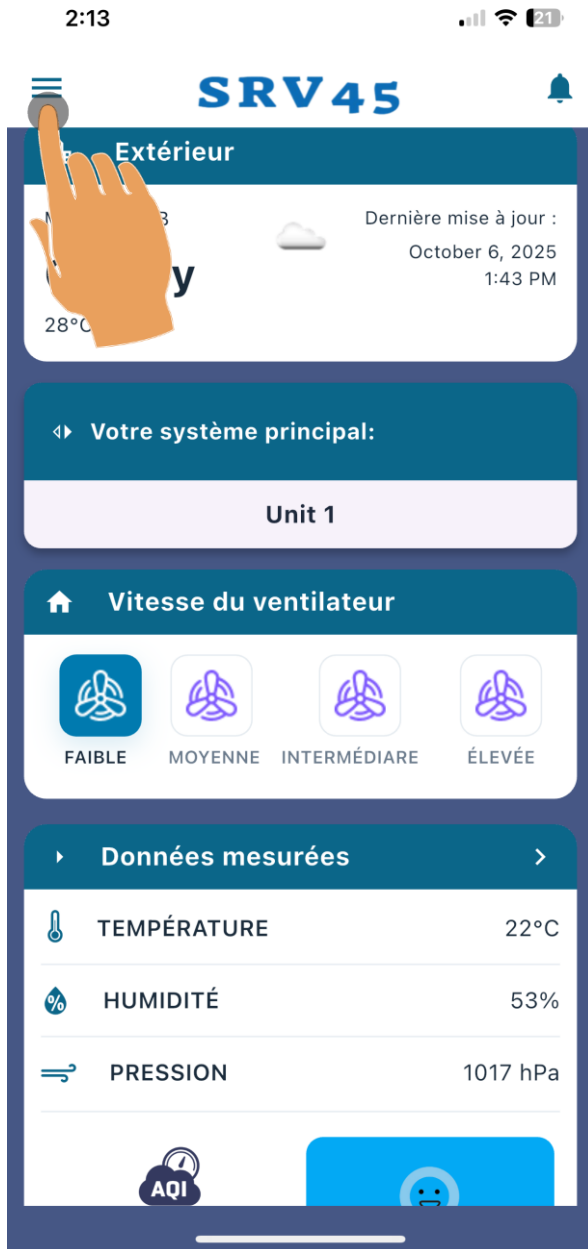 2:13
21
SRV45
Extérieur
Dernière mise à jour :
October 6, 2025
1:43 PM
28°C
Votre système principal:
Unit 1
Vitesse du ventilateur
FAIBLE MOYENNE INTERMÉDIARE ÉLEVÉE
Données mesurées
TEMPÉRATURE 22°C
HUMIDITÉ 53%
PRESSION 1017 hPa
AQI